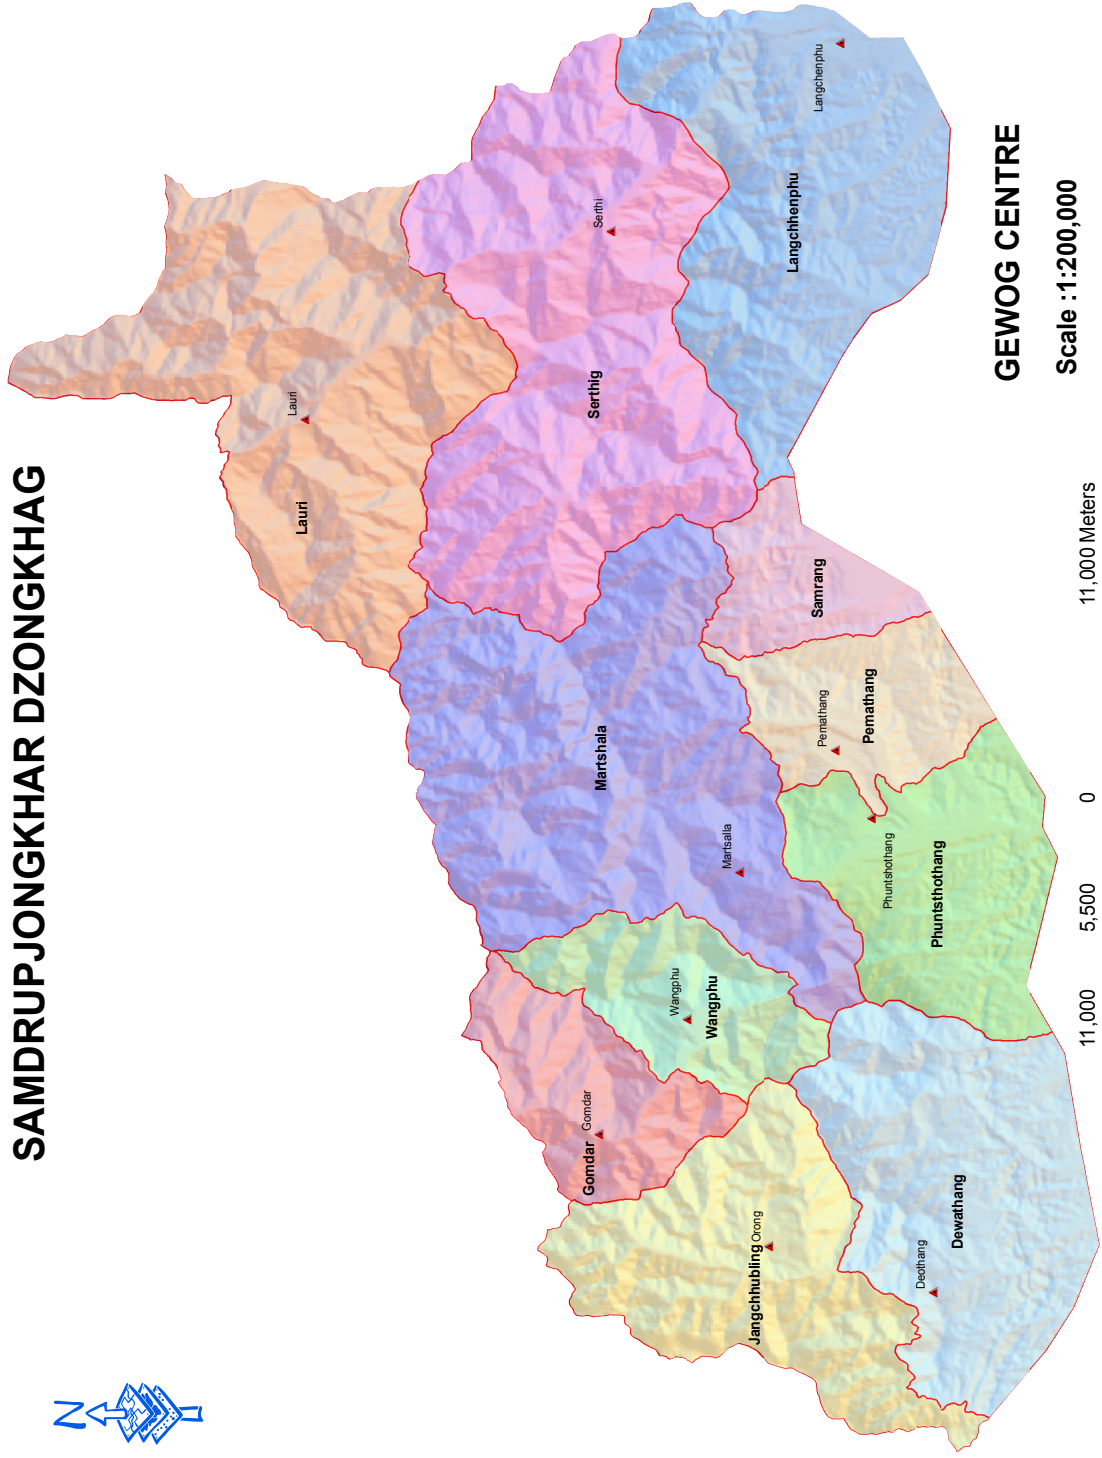 SAMDRUPJONGKHAR DZONGKHAG
N
Lauri
Lauri
Serthi
Serthig
Langchenphu
Langchhenphu
Martshala
Martsalla
Samrang
Pemathang
Pemathang
Phuntshothang
Phuntsthothang
Wangphu
Wangphu
Gomdar
Gomdar
Orong
Jangchhubling
Deothang
Dewathang
GEWOG CENTRE
Scale :1:200,000
11,000 5,500 0 11,000 Meters